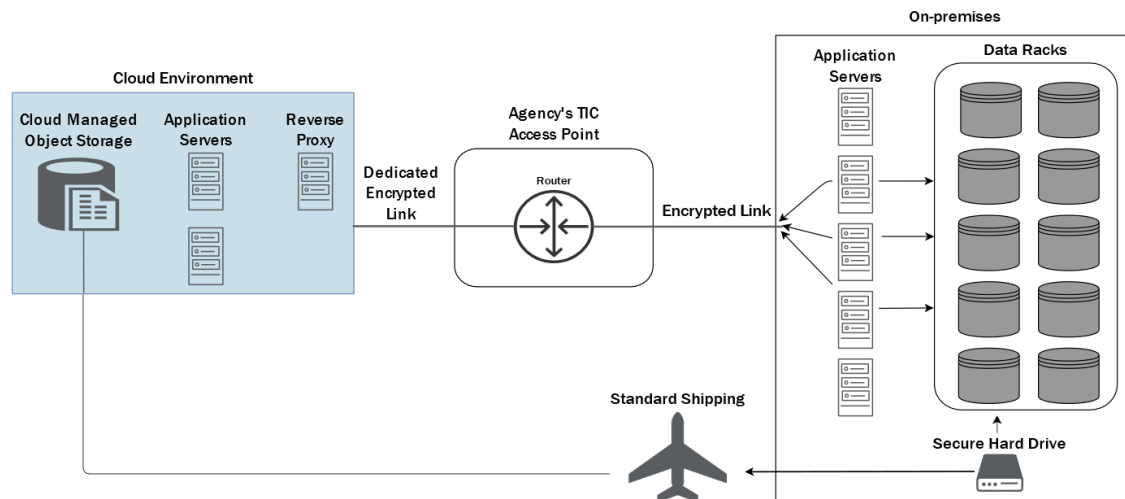 On-premises
Cloud Environment
Cloud Managed
Object Storage
Application
Servers
Reverse
Proxy
Dedicated
Encrypted
Link
Agency's TIC
Access Point
Router
Encrypted Link
Application
Servers
Data Racks
Standard Shipping
Secure Hard Drive